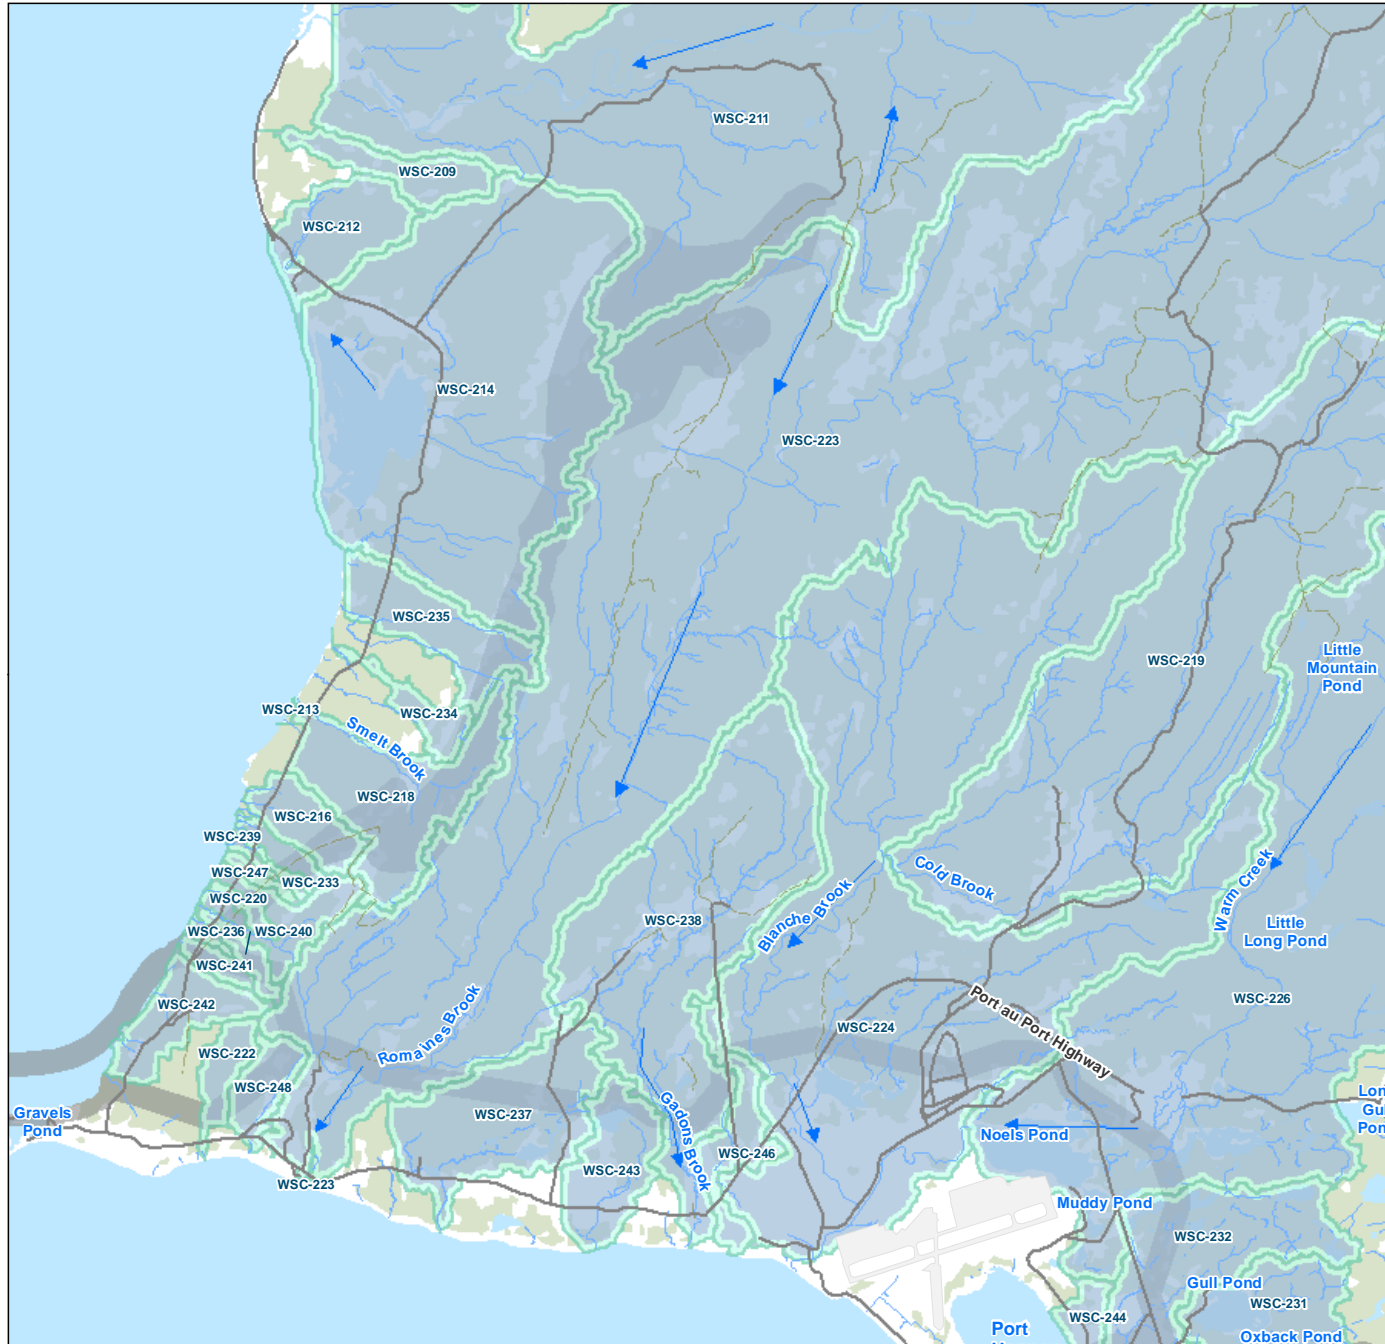 WSC-211
WSC-209
WSC-212
WSC-214
WSC-223
WSC-235
WSC-219
Little
Mountain
Pond
WSC-213
WSC-234
Smelt Brook
WSC-218
WSC-216
WSC-239
WSC-247
WSC-233
WSC-220
Cold Brook
Blanche Brook
Warm Creek
WSC-238
WSC-236
WSC-240
Little
Long Pond
WSC-241
WSC-242
WSC-226
Port au Port Highway
WSC-224
Romaines Brook
WSC-222
WSC-248
Gravels
Pond
WSC-237
Gadons Brook
Noels Pond
WSC-246
WSC-243
WSC-223
Muddy Pond
WSC-232
Gull Pond
WSC-231
WSC-244
Port
Oxback Pond